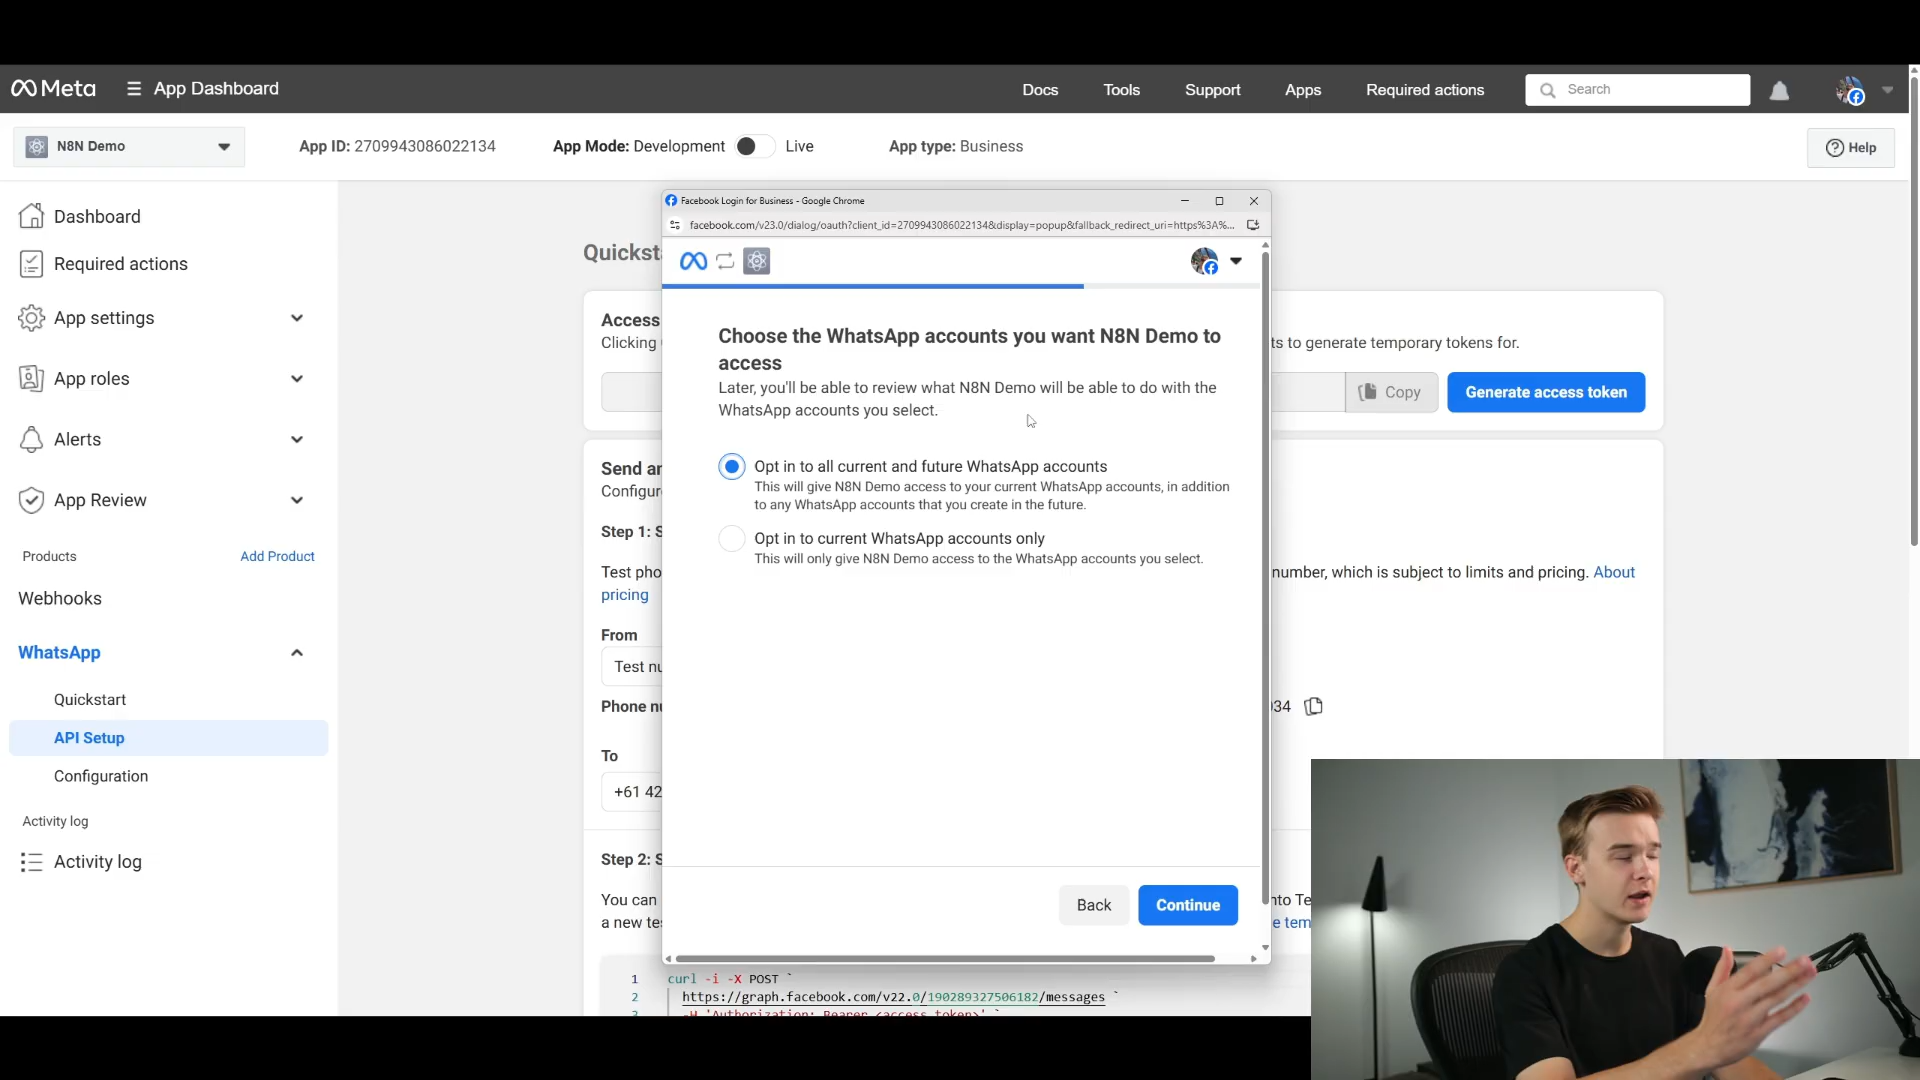 Meta
App Dashboard
Docs
Tools
Support
Apps
Required actions
Search
N8N Demo
App ID: 2709943086022134
App Mode: Development
Live
App type: Business
Help
Dashboard
Required actions
App settings
App roles
Alerts
App Review
Products
Add Product
Webhooks
WhatsApp
Quickstart
API Setup
Configuration
Activity log
Activity log
Facebook Login for Business - Google Chrome
facebook.com/v23.0/dialog/oauth?client_id=2709943086022134&display=popup&fallback_redirect_uri=https%3A%...
Choose the WhatsApp accounts you want N8N Demo to
access
Later, you'll be able to review what N8N Demo will be able to do with the
WhatsApp accounts you select.
Opt in to all current and future WhatsApp accounts
This will give N8N Demo access to your current WhatsApp accounts, in addition
to any WhatsApp accounts that you create in the future.
Opt in to current WhatsApp accounts only
This will only give N8N Demo access to the WhatsApp accounts you select.
Back
Continue
Quickst
Access
Clicking
ts to generate temporary tokens for.
Copy
Generate access token
Send an
Configur
Step 1: S
Test pho
number, which is subject to limits and pricing. About
pricing
From
Test nu
Phone nu
34
To
+61 42
Step 2: S
You can
nto Te
a new te
e tem
1 curl -i -X POST `
2 https://graph.facebook.com/v22.0/190289327506182/messages `
3 -H 'Authorization: Bearer <access token>' `